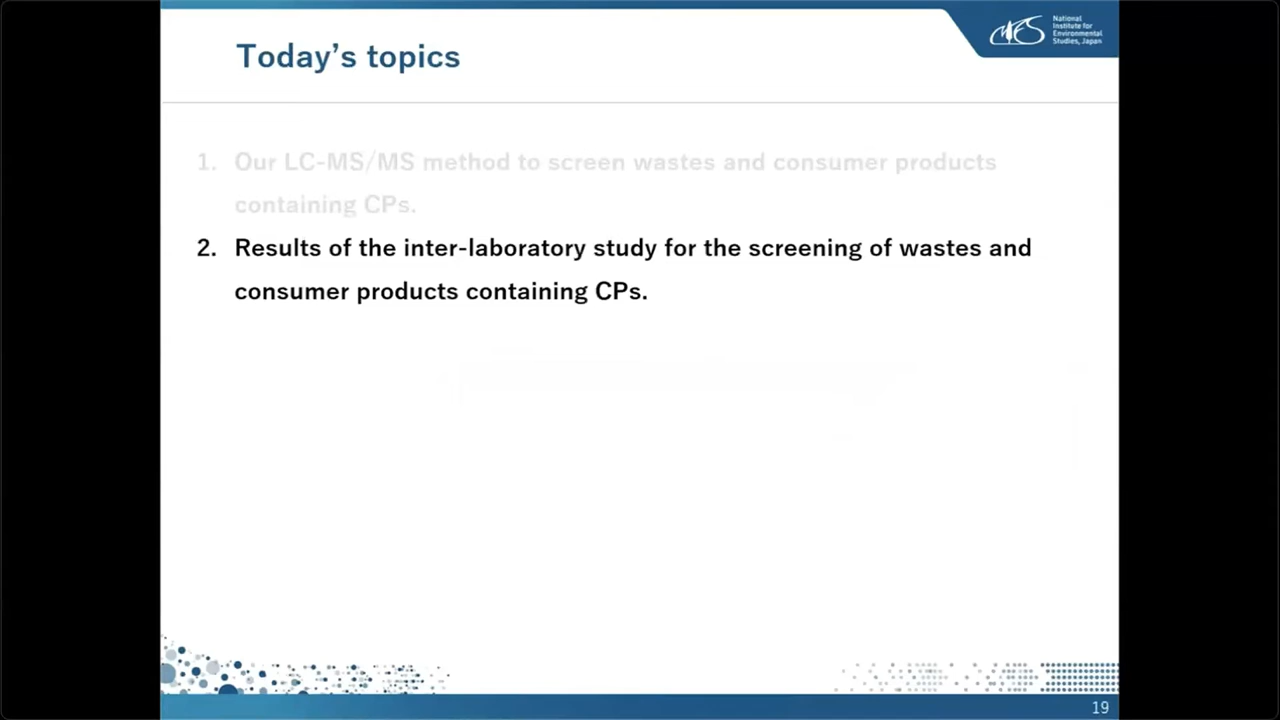 Today's topics
National
Institute for
Environmental
Studies, Japan
1. Our LC-MS/MS method to screen wastes and consumer products
containing CPs.
2. Results of the inter-laboratory study for the screening of wastes and
consumer products containing CPs.
19